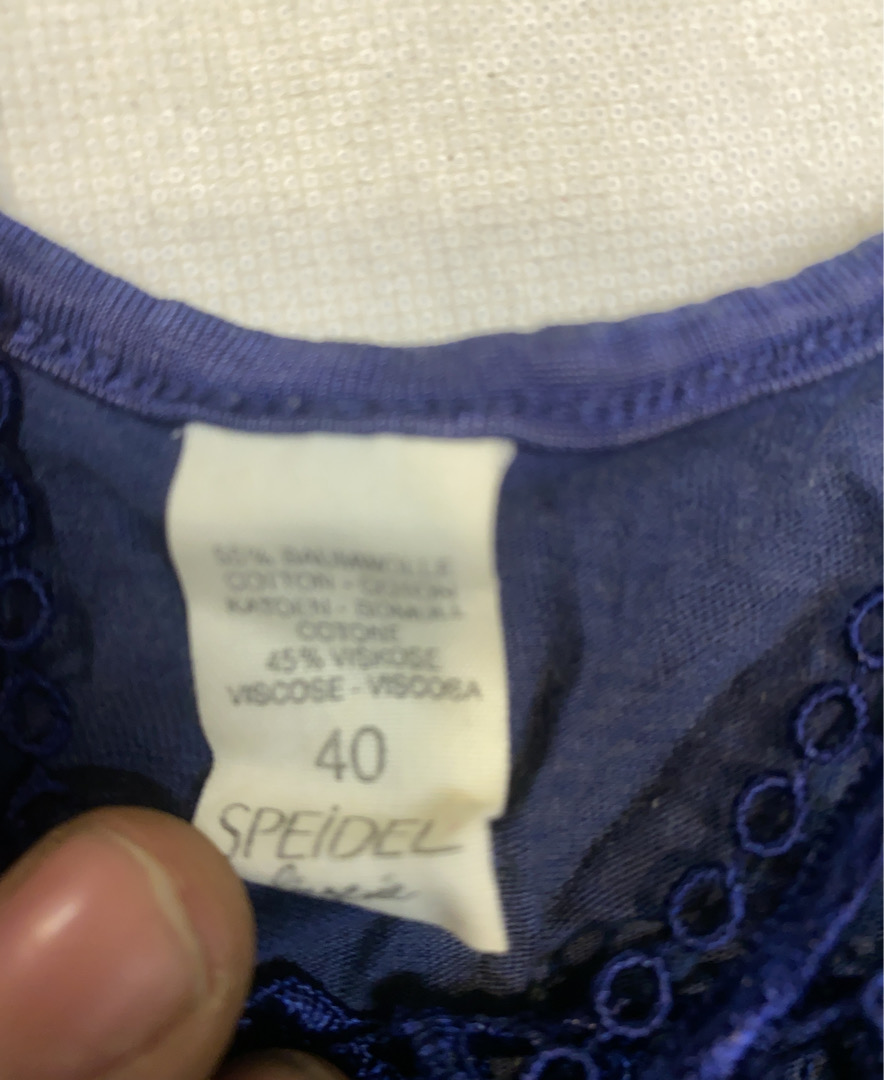 55% BAUMWOLLE
COTTON - COTON
KATOEN - BOMULL
COTONE
45% VISKOSE
VISCOSE - VISCOSA
40
SPEiDEL